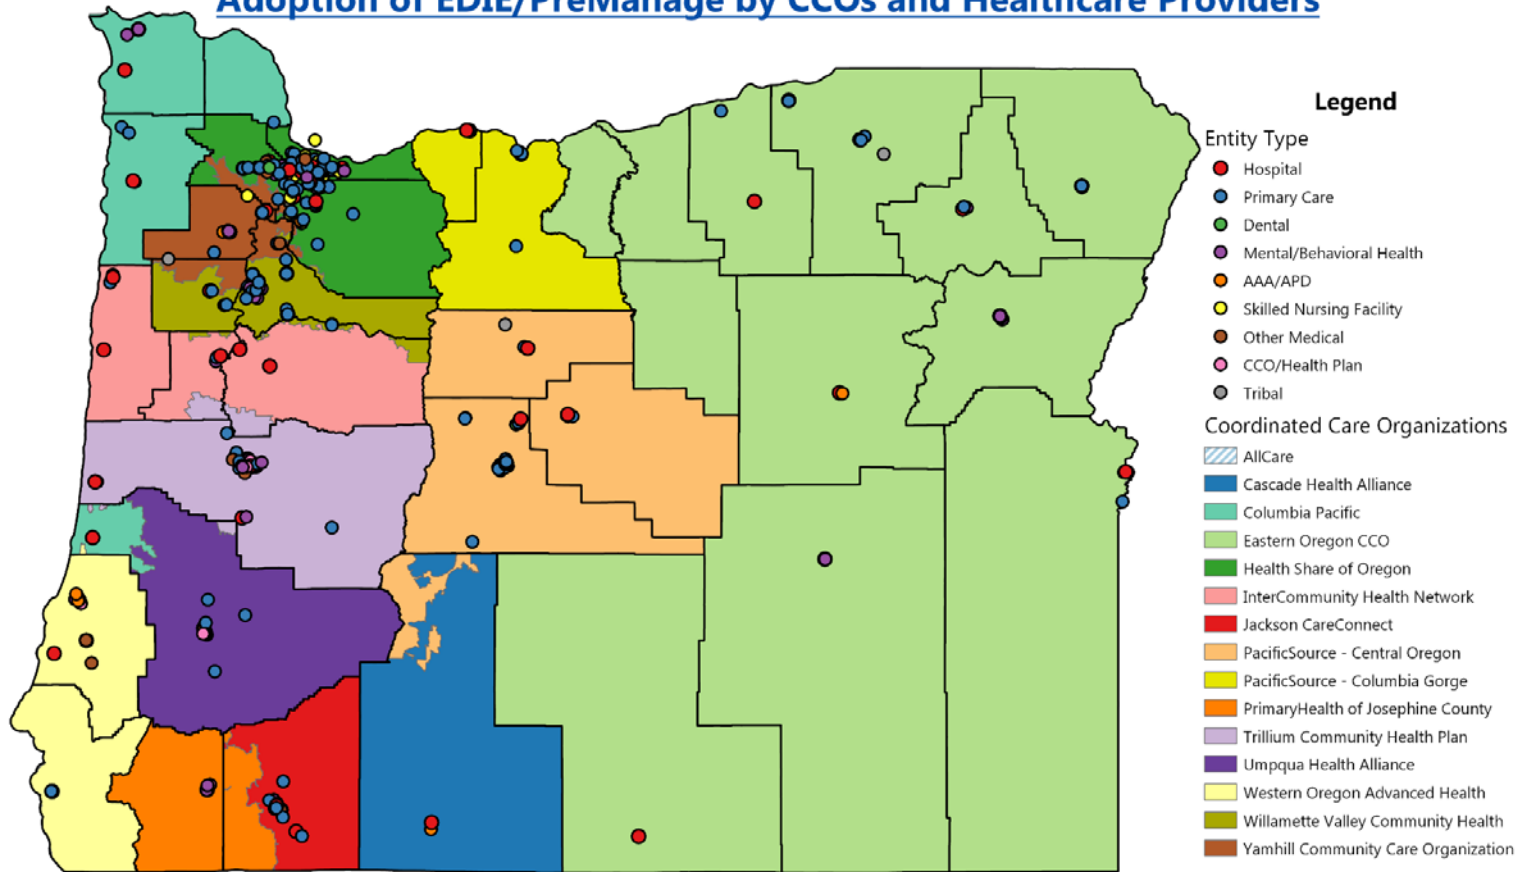 Adoption of EDIE/PreManage by CCOs and Healthcare Providers
Legend
Entity Type
Hospital
Primary Care
Dental
Mental/Behavioral Health
AAA/APD
Skilled Nursing Facility
Other Medical
CCO/Health Plan
Tribal
Coordinated Care Organizations
AllCare
Cascade Health Alliance
Columbia Pacific
Eastern Oregon CCO
Health Share of Oregon
InterCommunity Health Network
Jackson CareConnect
PacificSource - Central Oregon
PacificSource - Columbia Gorge
PrimaryHealth of Josephine County
Trillium Community Health Plan
Umpqua Health Alliance
Western Oregon Advanced Health
Willamette Valley Community Health
Yamhill Community Care Organization